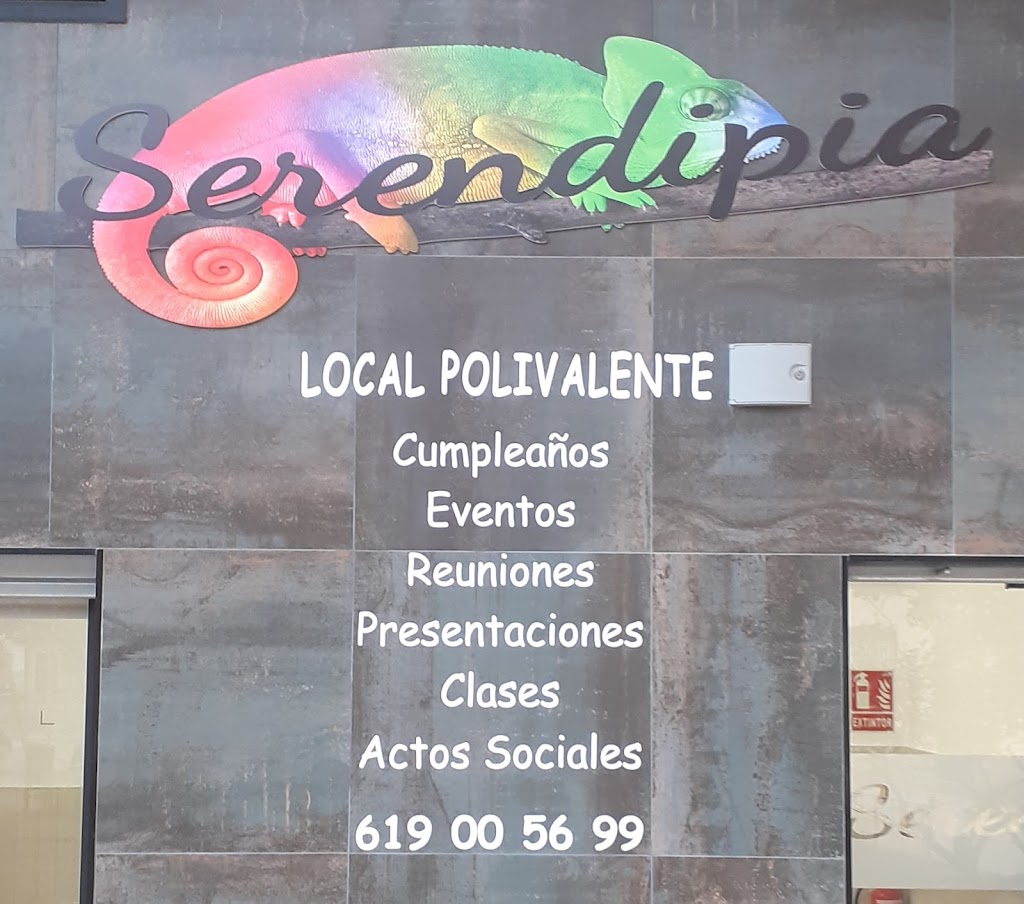 Serendipia
LOCAL POLIVALENTE
Cumpleaños
Eventos
Reuniones
Presentaciones
Clases
Actos Sociales
619 00 56 99
EXTINTOR